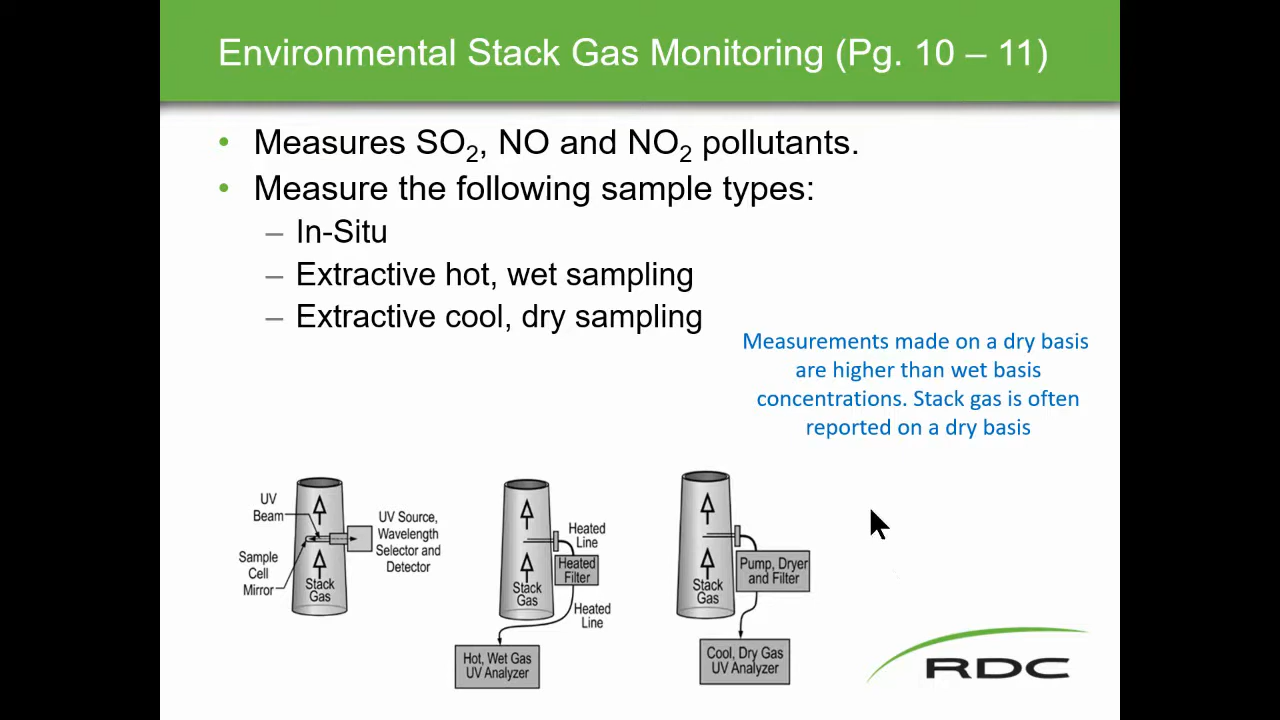 Environmental Stack Gas Monitoring (Pg. 10 – 11)
• Measures SO₂, NO and NO₂ pollutants.
• Measure the following sample types:
– In-Situ
– Extractive hot, wet sampling
– Extractive cool, dry sampling
Measurements made on a dry basis
are higher than wet basis
concentrations. Stack gas is often
reported on a dry basis
UV
Beam
Sample
Cell
Mirror
Stack
Gas
UV Source,
Wavelength
Selector and
Detector
Heated
Line
Heated
Filter
Stack
Gas
Heated
Line
Hot, Wet Gas
UV Analyzer
Pump, Dryer
and Filter
Stack
Gas
Cool, Dry Gas
UV Analyzer
RDC